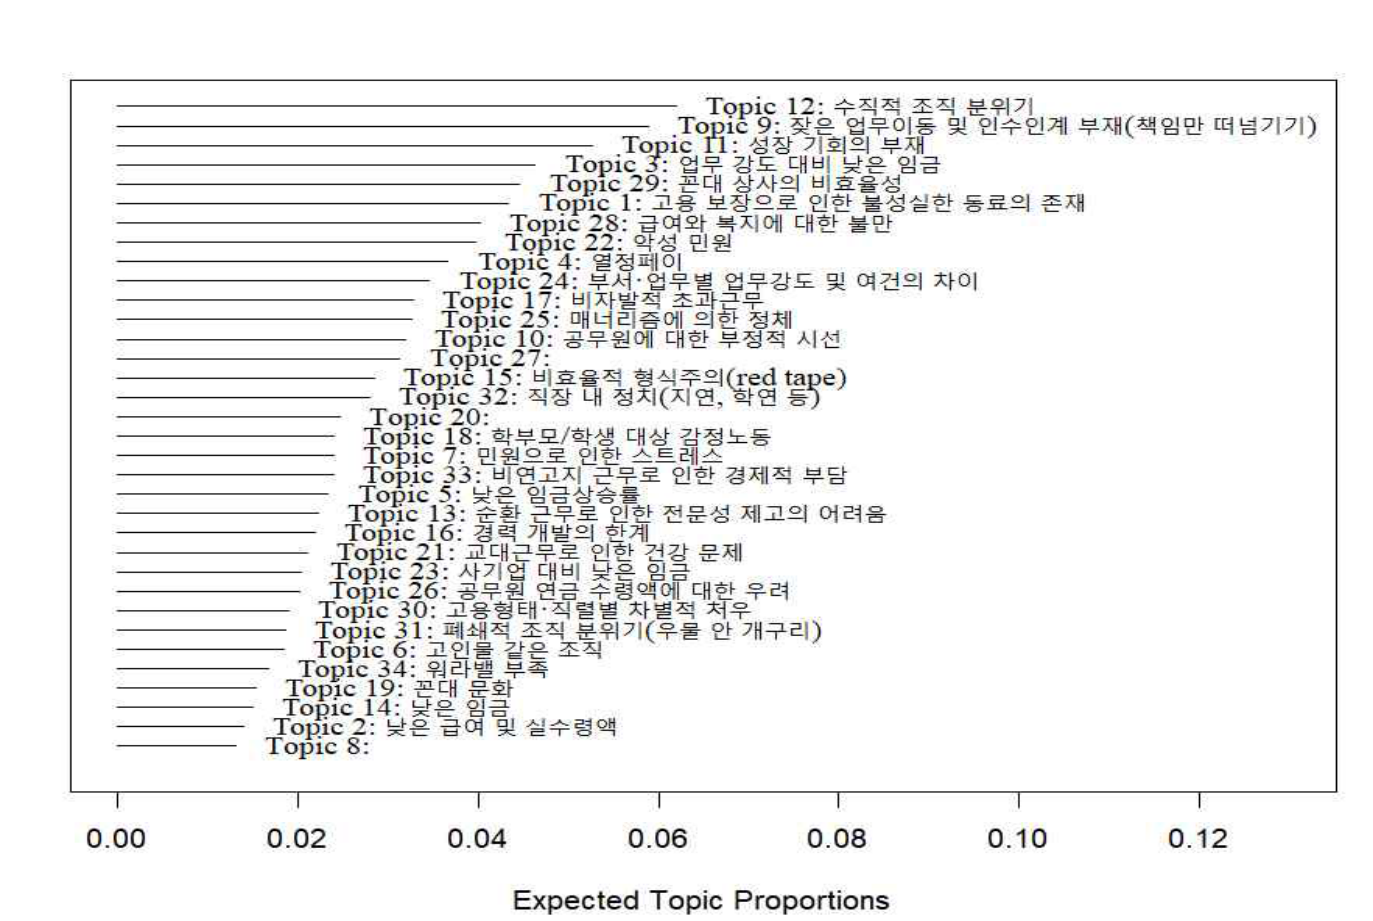 Topic 12: 수직적 조직 분위기
Topic 9: 잦은 업무이동 및 인수인계 부재(책임만 떠넘기기)
Topic 11: 성장 기회의 부재
Topic 3: 업무 강도 대비 낮은 임금
Topic 29: 꼰대 상사의 비효율성
Topic 1: 고용 보장으로 인한 불성실한 동료의 존재
Topic 28: 급여와 복지에 대한 불만
Topic 22: 악성 민원
Topic 4: 열정페이
Topic 24: 부서·업무별 업무강도 및 여건의 차이
Topic 17: 비자발적 초과근무
Topic 25: 매너리즘에 의한 정체
Topic 10: 공무원에 대한 부정적 시선
Topic 27:
Topic 15: 비효율적 형식주의(red tape)
Topic 32: 직장 내 정치(지연, 학연 등)
Topic 20:
Topic 18: 학부모/학생 대상 감정노동
Topic 7: 민원으로 인한 스트레스
Topic 33: 비연고지 근무로 인한 경제적 부담
Topic 5: 낮은 임금상승률
Topic 13: 순환 근무로 인한 전문성 제고의 어려움
Topic 16: 경력 개발의 한계
Topic 21: 교대근무로 인한 건강 문제
Topic 23: 사기업 대비 낮은 임금
Topic 26: 공무원 연금 수령액에 대한 우려
Topic 30: 고용형태·직렬별 차별적 처우
Topic 31: 폐쇄적 조직 분위기(우물 안 개구리)
Topic 6: 고인물 같은 조직
Topic 34: 워라밸 부족
Topic 19: 꼰대 문화
Topic 14: 낮은 임금
Topic 2: 낮은 급여 및 실수령액
Topic 8:
0.00 0.02 0.04 0.06 0.08 0.10 0.12
Expected Topic Proportions